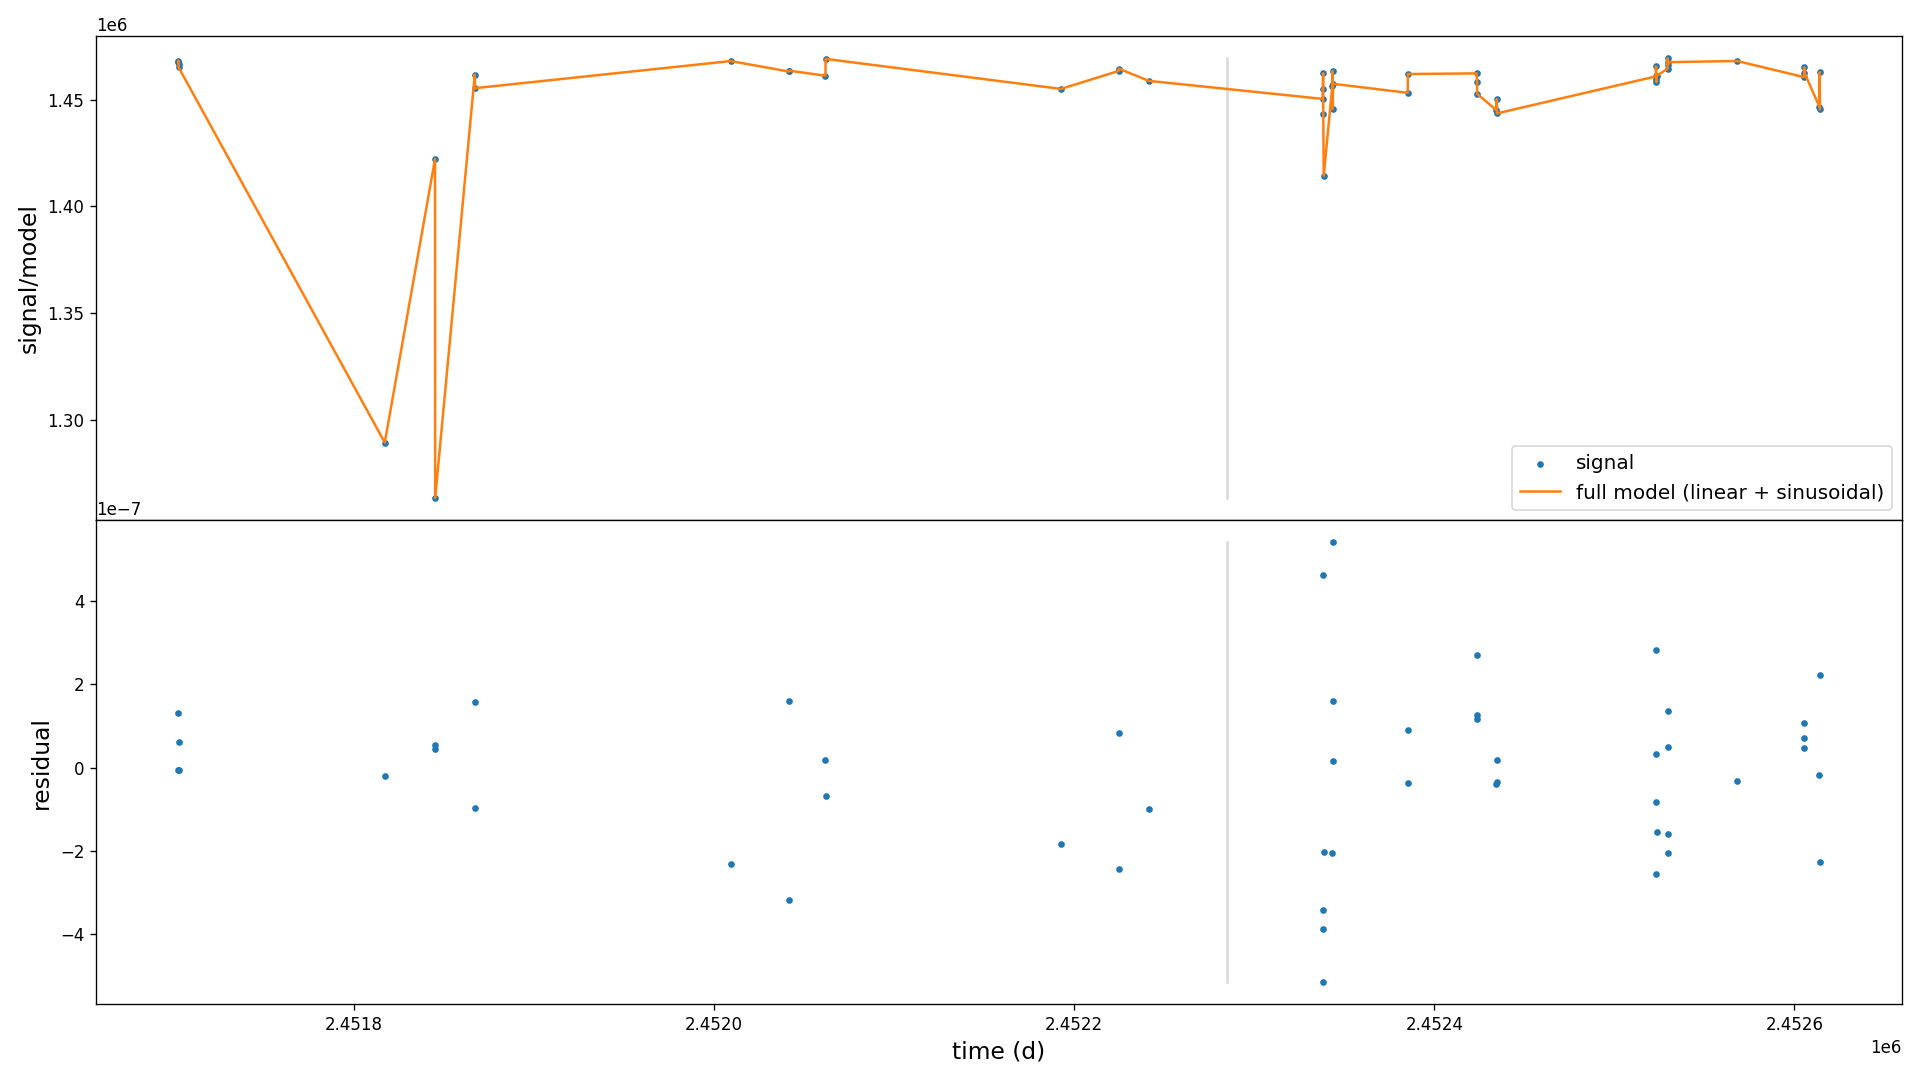 1e6
1.45
1.40
1.35
1.30
signal/model
signal
full model (linear + sinusoidal)
1e−7
4
2
0
−2
−4
residual
2.4518
2.4520
2.4522
2.4524
2.4526
time (d)
1e6